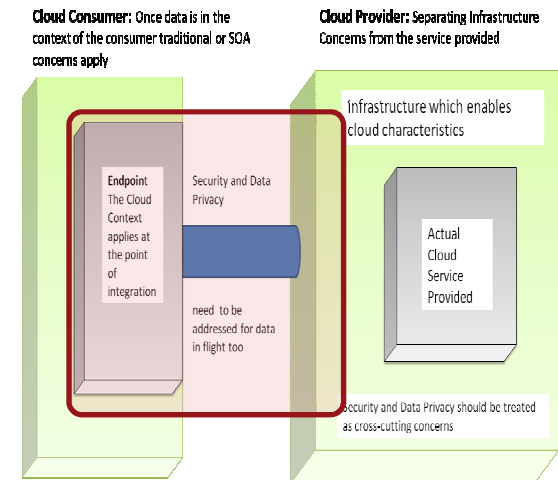 Cloud Consumer: Once data is in the
context of the consumer traditional or SOA
concerns apply
Cloud Provider: Separating Infrastructure
Concerns from the service provided
Infrastructure which enables
cloud characteristics
Endpoint
The Cloud
Context
applies at
the point
of
integration
Security and Data
Privacy
need to be
addressed for data
in flight too
Actual
Cloud
Service
Provided
Security and Data Privacy should be treated
as cross-cutting concerns